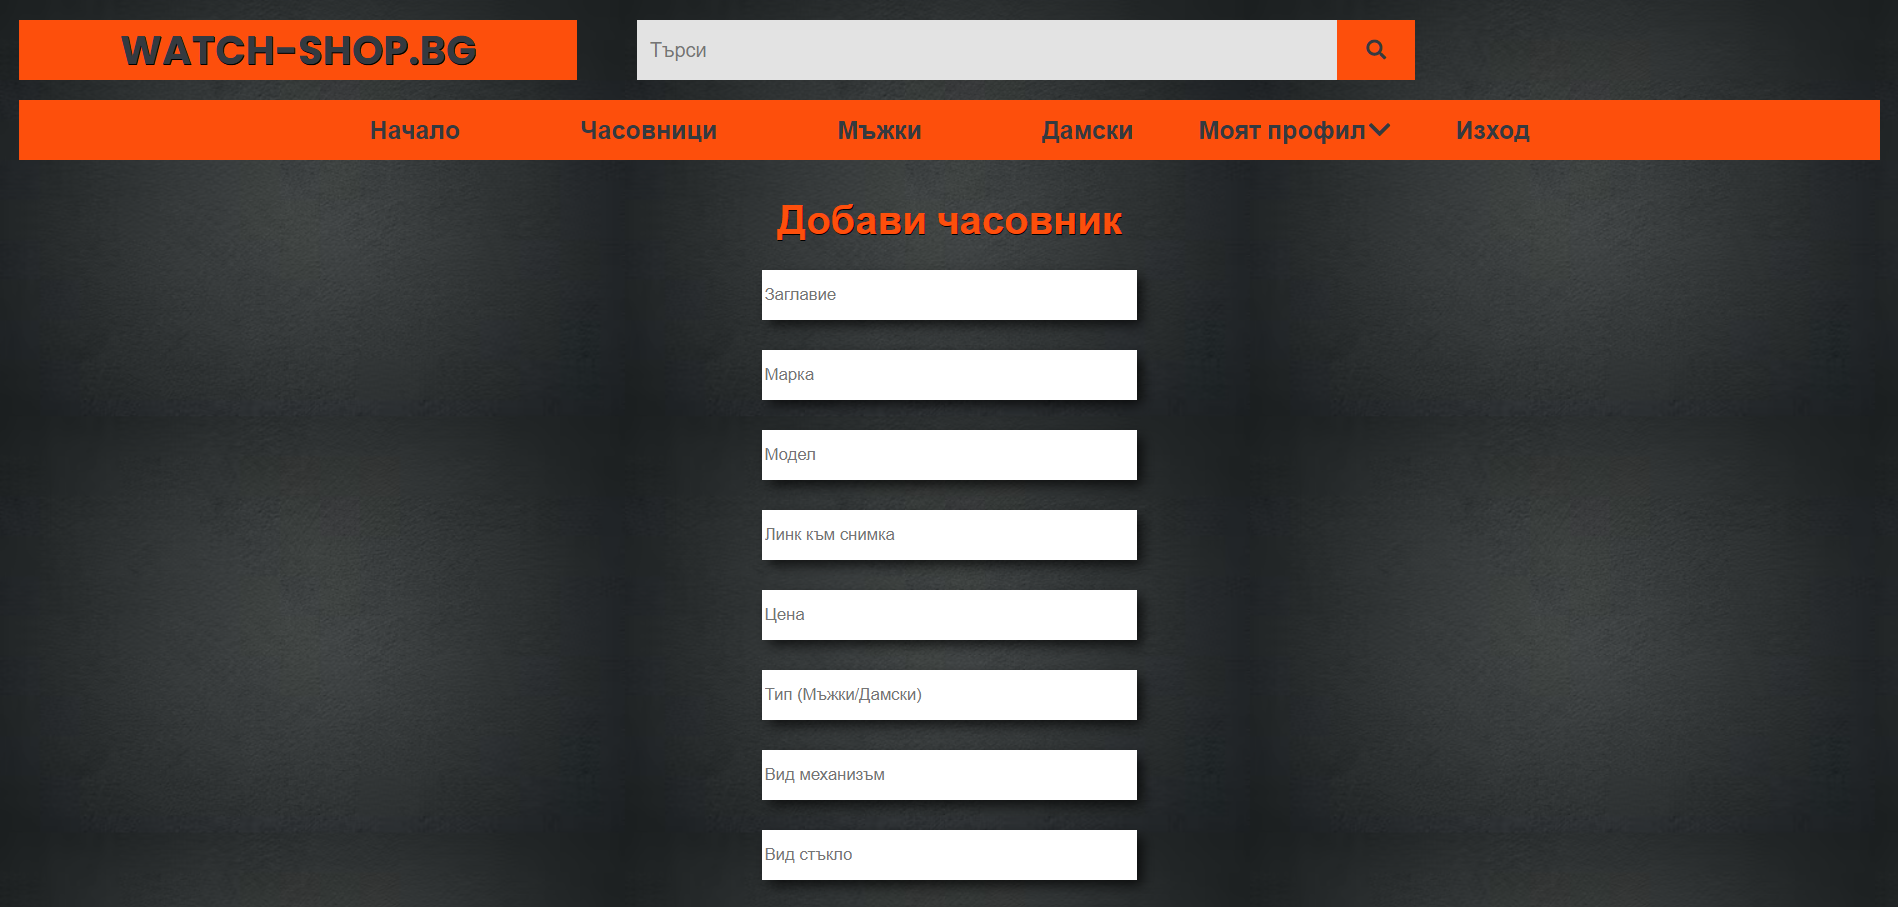 WATCH-SHOP.BG
Търси
Начало Часовници Мъжки Дамски Моят профил Изход
Добави часовник
Заглавие
Марка
Модел
Линк към снимка
Цена
Тип (Мъжки/Дамски)
Вид механизъм
Вид стъкло